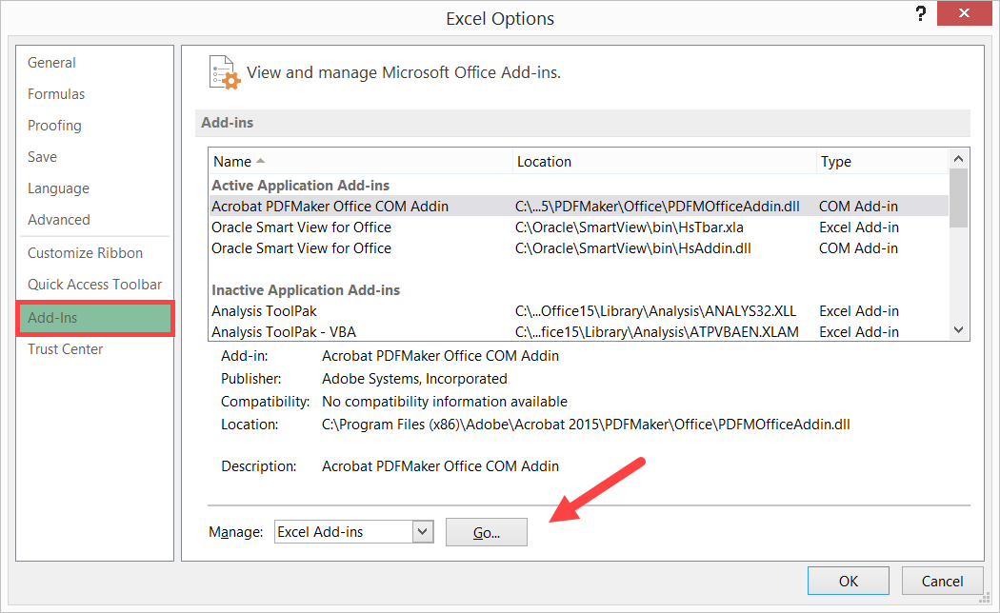 Excel Options
?
General
Formulas
Proofing
Save
Language
Advanced
Customize Ribbon
Quick Access Toolbar
Add-Ins
Trust Center
View and manage Microsoft Office Add-ins.
Add-ins
Name Location Type
Active Application Add-ins
Acrobat PDFMaker Office COM Addin C:\...5\PDFMaker\Office\PDFMOfficeAddin.dll COM Add-in
Oracle Smart View for Office C:\Oracle\SmartView\bin\HsTbar.xla Excel Add-in
Oracle Smart View for Office C:\Oracle\SmartView\bin\HsAddin.dll COM Add-in
Inactive Application Add-ins
Analysis ToolPak C:\...Office15\Library\Analysis\ANALYS32.XLL Excel Add-in
Analysis ToolPak - VBA C:\...fice15\Library\Analysis\ATPVBAEN.XLAM Excel Add-in
Add-in: Acrobat PDFMaker Office COM Addin
Publisher: Adobe Systems, Incorporated
Compatibility: No compatibility information available
Location: C:\Program Files (x86)\Adobe\Acrobat 2015\PDFMaker\Office\PDFMOfficeAddin.dll
Description: Acrobat PDFMaker Office COM Addin
Manage: Excel Add-ins Go...
OK Cancel